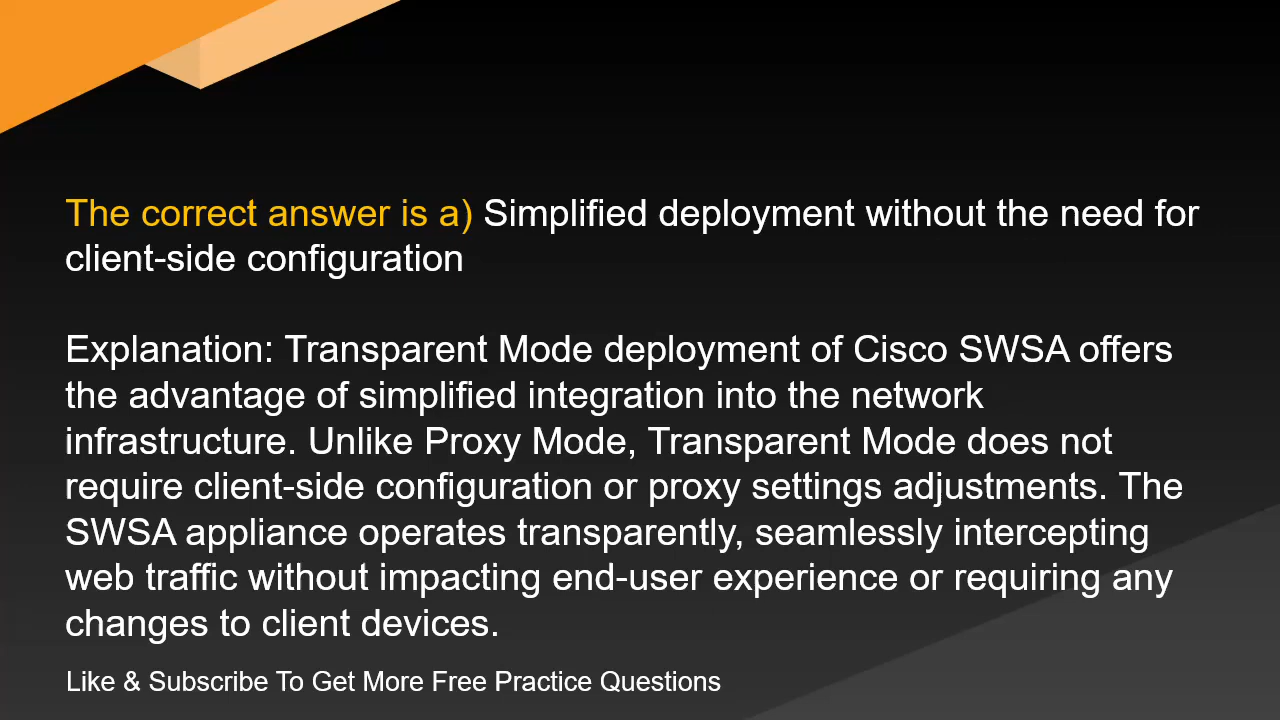 The correct answer is a) Simplified deployment without the need for
client-side configuration
Explanation: Transparent Mode deployment of Cisco SWSA offers
the advantage of simplified integration into the network
infrastructure. Unlike Proxy Mode, Transparent Mode does not
require client-side configuration or proxy settings adjustments. The
SWSA appliance operates transparently, seamlessly intercepting
web traffic without impacting end-user experience or requiring any
changes to client devices.
Like & Subscribe To Get More Free Practice Questions